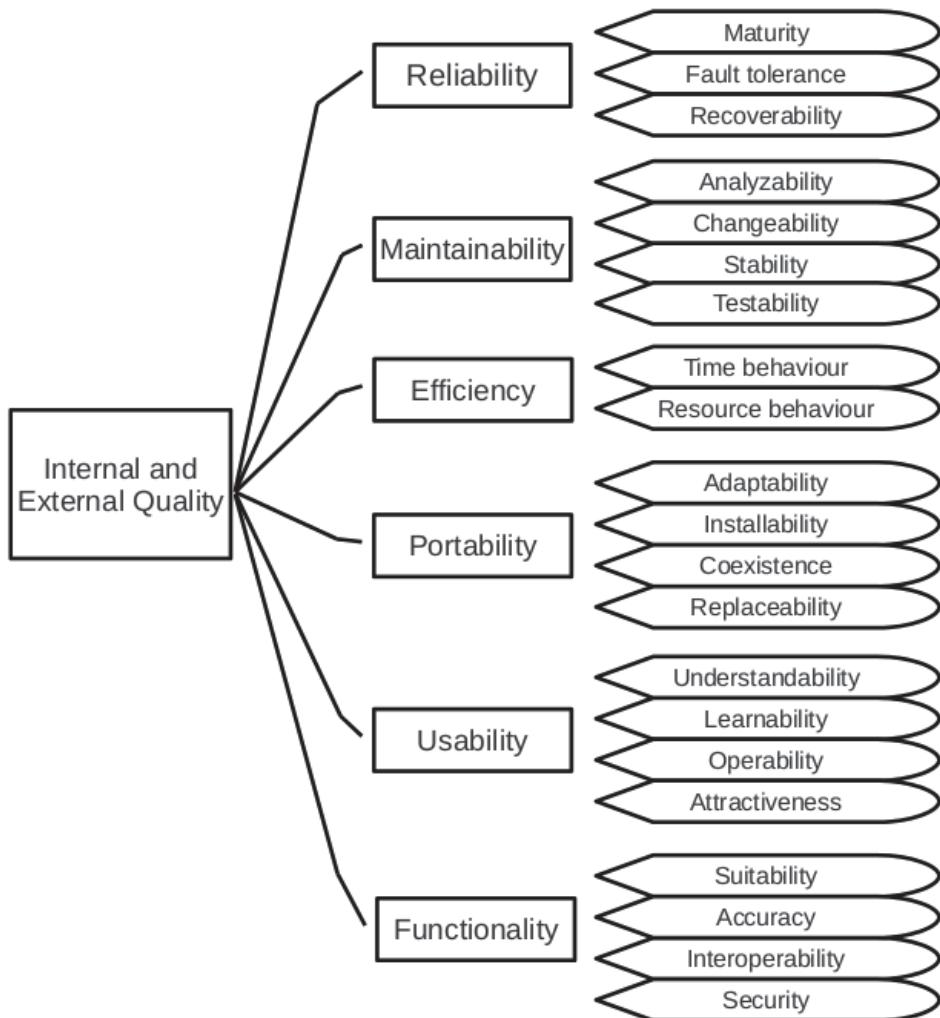 Internal and
External Quality
Reliability
Maturity
Fault tolerance
Recoverability
Maintainability
Analyzability
Changeability
Stability
Testability
Efficiency
Time behaviour
Resource behaviour
Portability
Adaptability
Installability
Coexistence
Replaceability
Usability
Understandability
Learnability
Operability
Attractiveness
Functionality
Suitability
Accuracy
Interoperability
Security